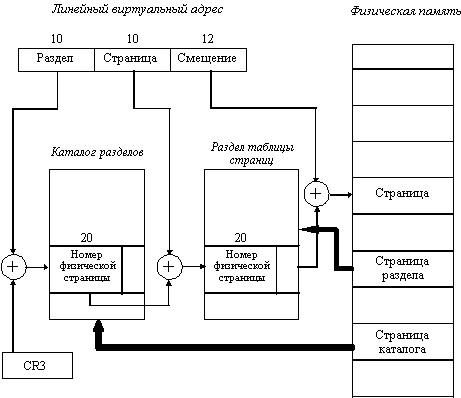 Линейный виртуальный адрес
Физическая память
10
10
12
Раздел
Страница
Смещение
Каталог разделов
Раздел таблицы
страниц
Страница
20
Номер
физической
страницы
20
Номер
физической
страницы
Страница
раздела
Страница
каталога
CR3